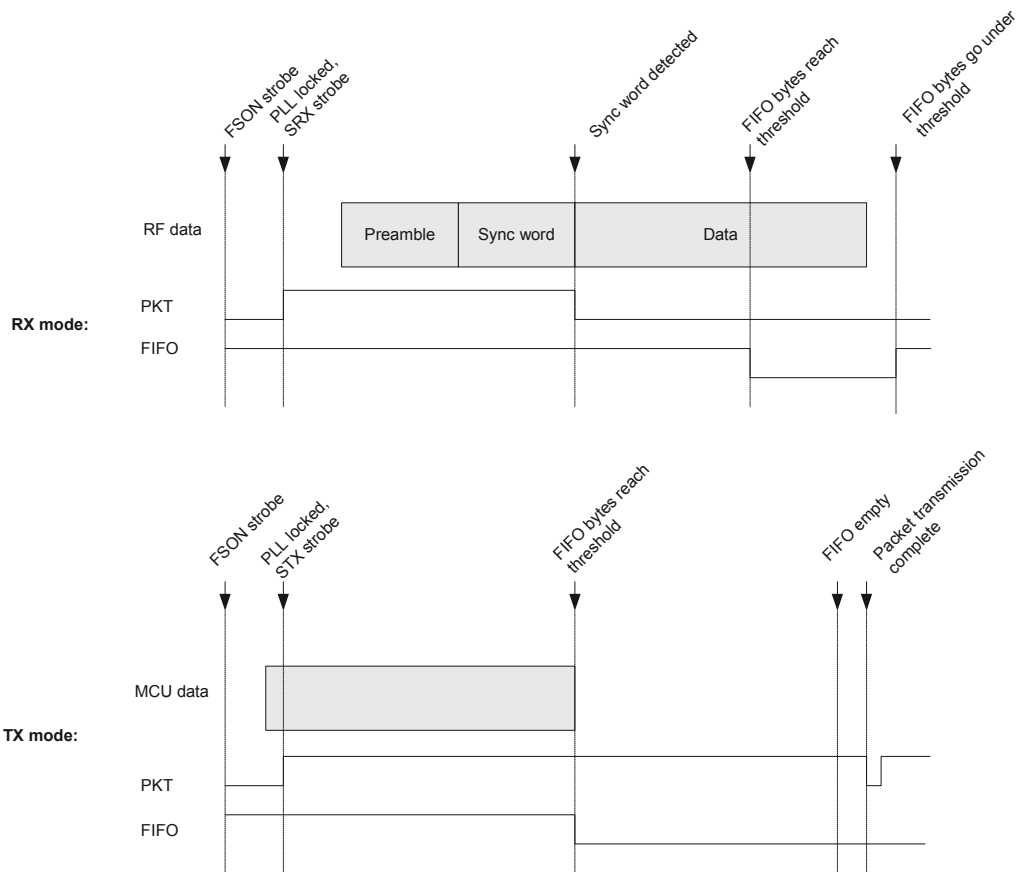 FSON strobe
PLL locked,
SRX strobe
Sync word detected
FIFO bytes reach
threshold
FIFO bytes go under
threshold
RF data
Preamble
Sync word
Data
RX mode:
PKT
FIFO
FSON strobe
PLL locked,
STX strobe
FIFO bytes reach
threshold
FIFO empty
Packet transmission
complete
MCU data
TX mode:
PKT
FIFO